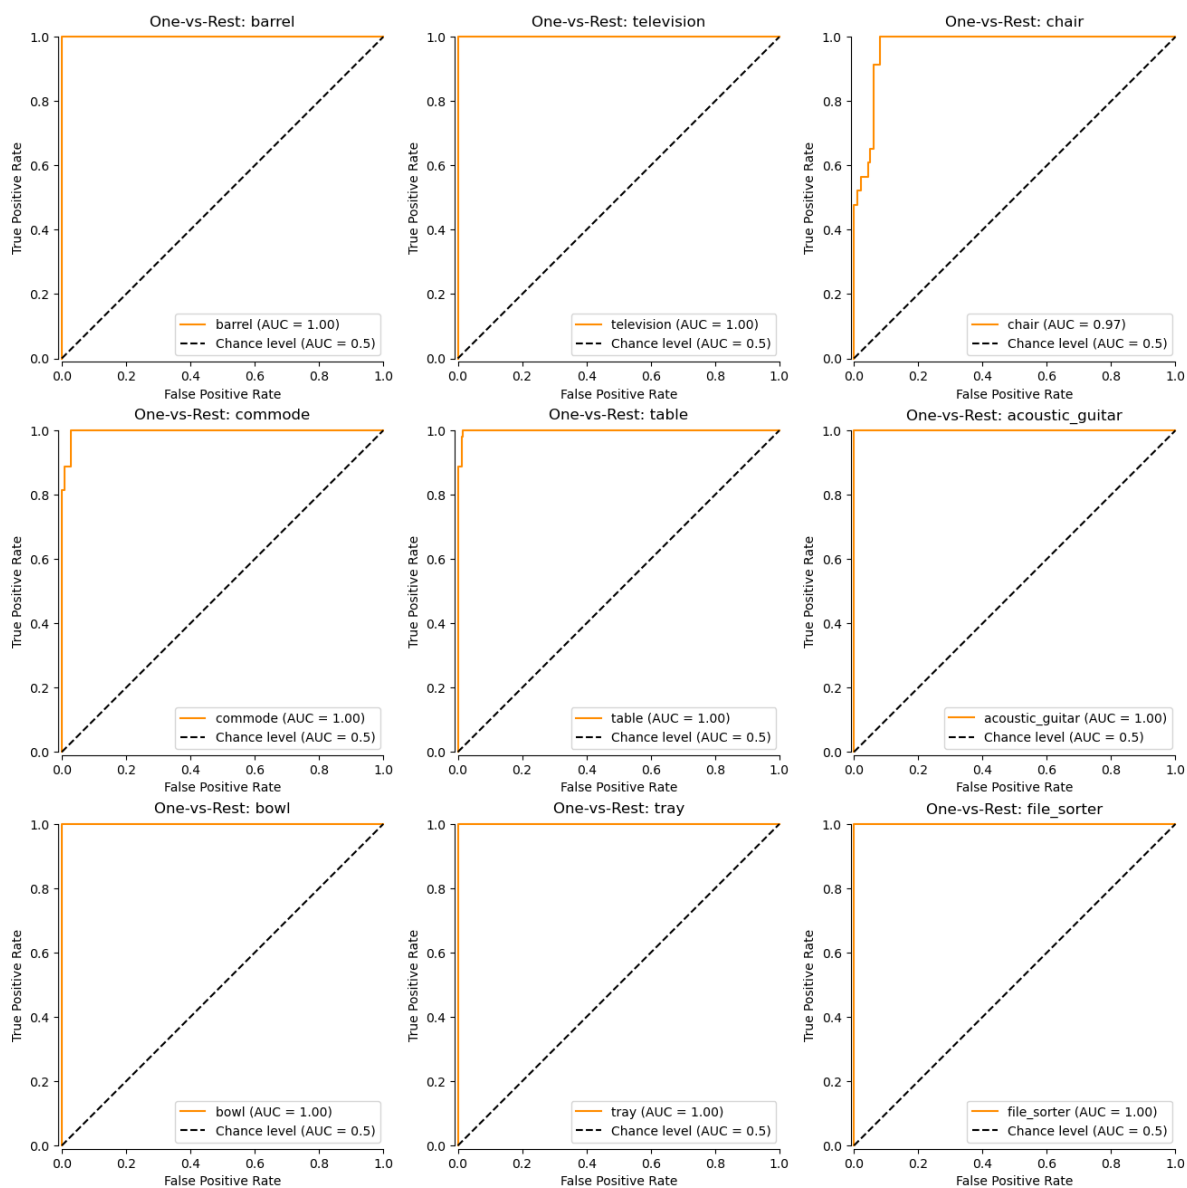 One-vs-Rest: barrel
1.0
0.8
0.6
0.4
0.2
0.0
True Positive Rate
barrel (AUC = 1.00)
Chance level (AUC = 0.5)
0.0 0.2 0.4 0.6 0.8 1.0
False Positive Rate
One-vs-Rest: television
1.0
0.8
0.6
0.4
0.2
0.0
True Positive Rate
television (AUC = 1.00)
Chance level (AUC = 0.5)
0.0 0.2 0.4 0.6 0.8 1.0
False Positive Rate
One-vs-Rest: chair
1.0
0.8
0.6
0.4
0.2
0.0
True Positive Rate
chair (AUC = 0.97)
Chance level (AUC = 0.5)
0.0 0.2 0.4 0.6 0.8 1.0
False Positive Rate
One-vs-Rest: commode
1.0
0.8
0.6
0.4
0.2
0.0
True Positive Rate
commode (AUC = 1.00)
Chance level (AUC = 0.5)
0.0 0.2 0.4 0.6 0.8 1.0
False Positive Rate
One-vs-Rest: table
1.0
0.8
0.6
0.4
0.2
0.0
True Positive Rate
table (AUC = 1.00)
Chance level (AUC = 0.5)
0.0 0.2 0.4 0.6 0.8 1.0
False Positive Rate
One-vs-Rest: acoustic_guitar
1.0
0.8
0.6
0.4
0.2
0.0
True Positive Rate
acoustic_guitar (AUC = 1.00)
Chance level (AUC = 0.5)
0.0 0.2 0.4 0.6 0.8 1.0
False Positive Rate
One-vs-Rest: bowl
1.0
0.8
0.6
0.4
0.2
0.0
True Positive Rate
bowl (AUC = 1.00)
Chance level (AUC = 0.5)
0.0 0.2 0.4 0.6 0.8 1.0
False Positive Rate
One-vs-Rest: tray
1.0
0.8
0.6
0.4
0.2
0.0
True Positive Rate
tray (AUC = 1.00)
Chance level (AUC = 0.5)
0.0 0.2 0.4 0.6 0.8 1.0
False Positive Rate
One-vs-Rest: file_sorter
1.0
0.8
0.6
0.4
0.2
0.0
True Positive Rate
file_sorter (AUC = 1.00)
Chance level (AUC = 0.5)
0.0 0.2 0.4 0.6 0.8 1.0
False Positive Rate